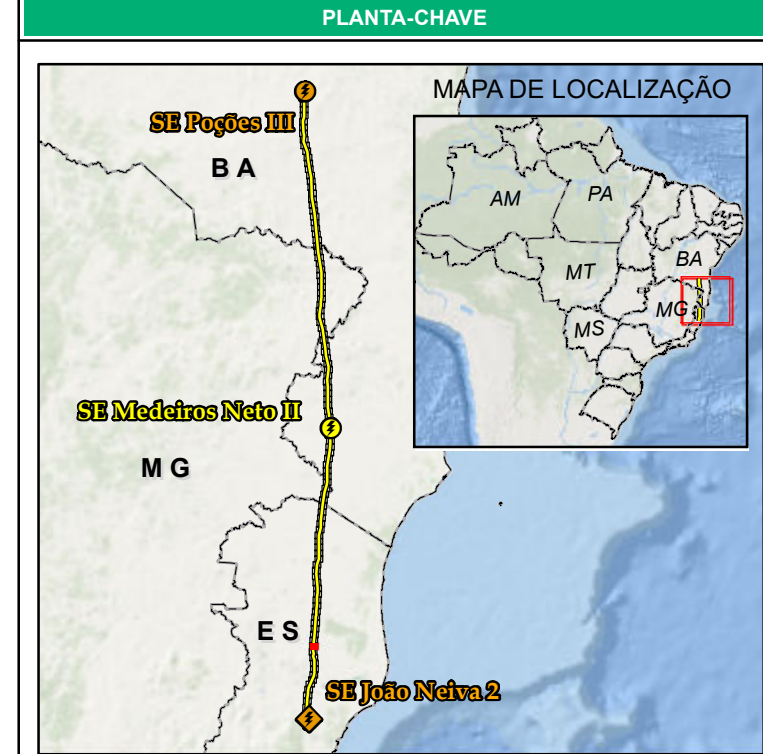 PLANTA-CHAVE
MAPA DE LOCALIZAÇÃO
SE Poções III
B A
AM
PA
BA
MT
MG
MS
SE Medeiros Neto II
M G
E S
SE João Neiva 2